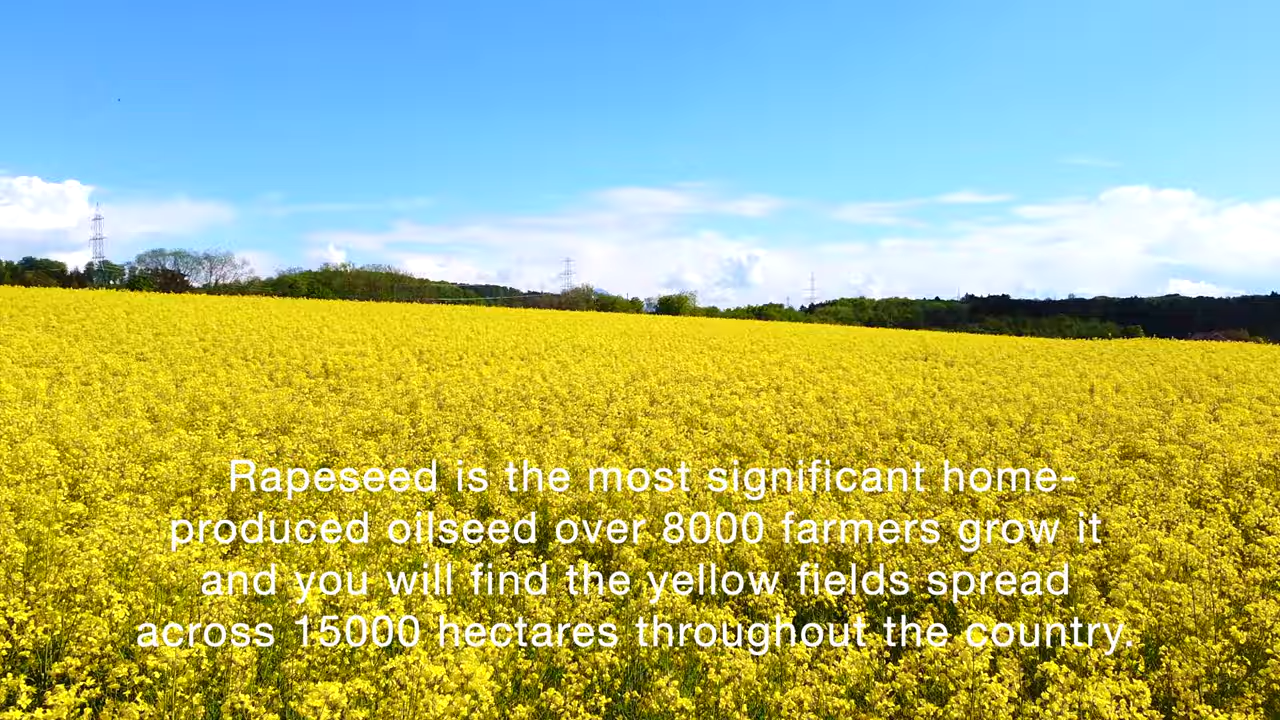 Rapeseed is the most significant home-
produced oilseed over 8000 farmers grow it
and you will find the yellow fields spread
across 15000 hectares throughout the country.